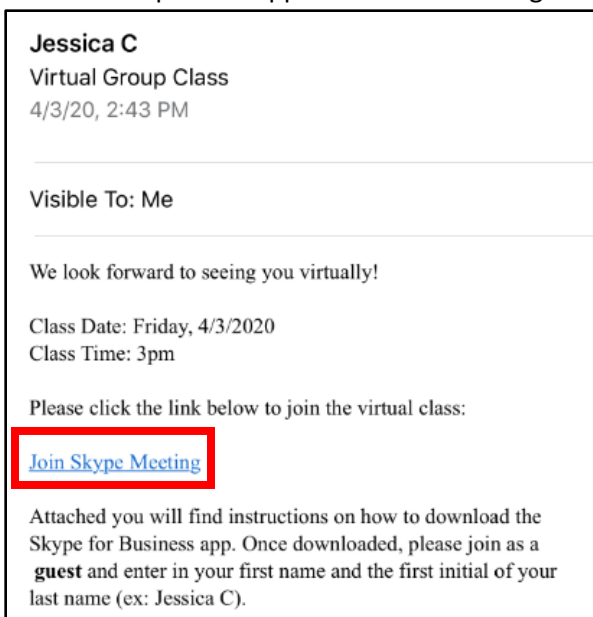 Jessica C
Virtual Group Class
4/3/20, 2:43 PM
Visible To: Me
We look forward to seeing you virtually!
Class Date: Friday, 4/3/2020
Class Time: 3pm
Please click the link below to join the virtual class:
Join Skype Meeting
Attached you will find instructions on how to download the
Skype for Business app. Once downloaded, please join as a
guest and enter in your first name and the first initial of your
last name (ex: Jessica C).